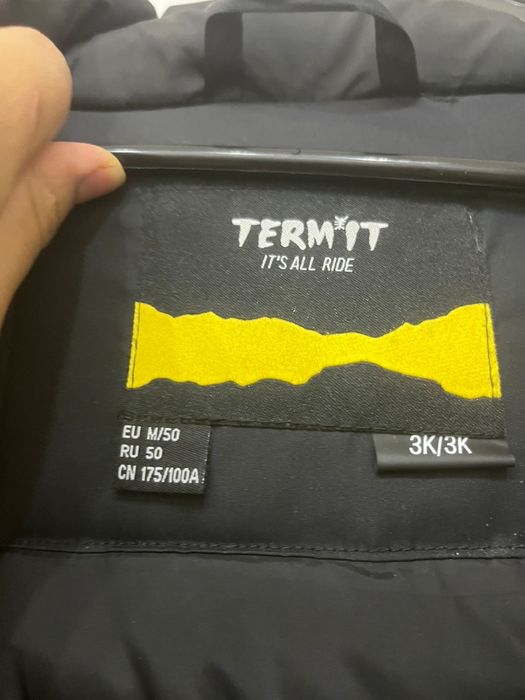 TERMIT
IT'S ALL RIDE
EU M/50
RU 50
CN 175/100A
3K/3K